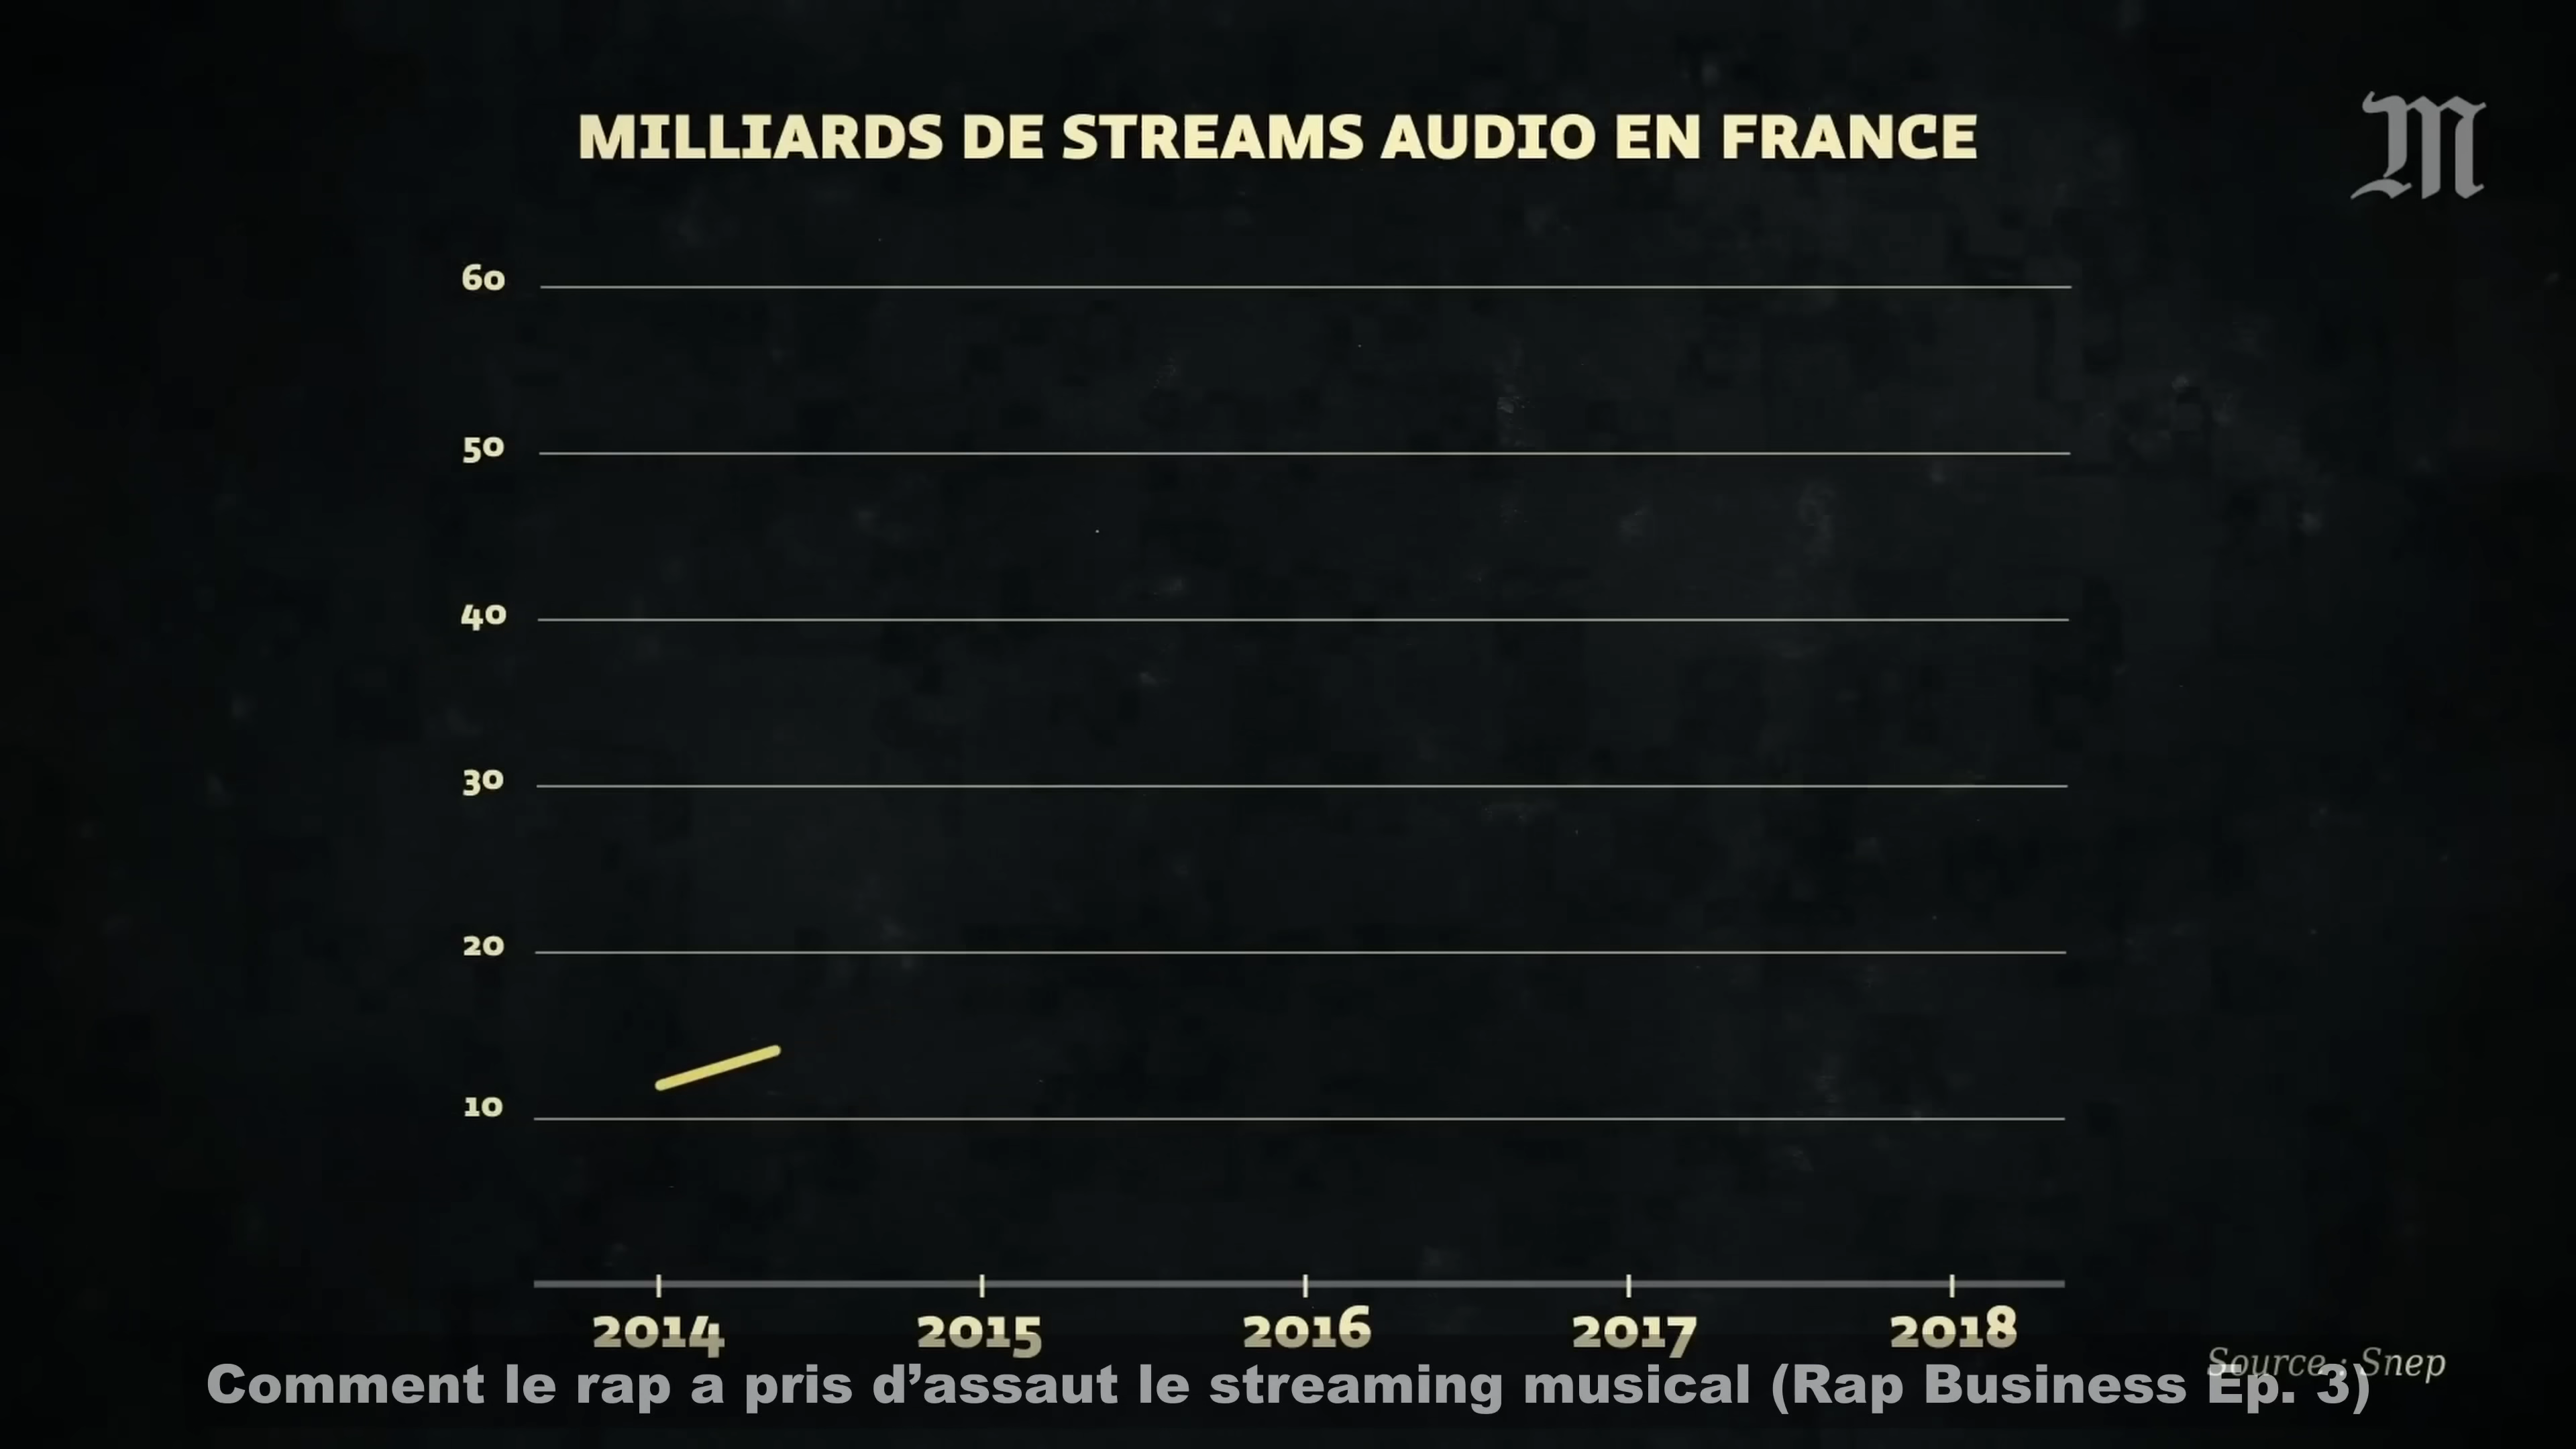 MILLIARDS DE STREAMS AUDIO EN FRANCE
M
60
50
40
30
20
10
2014 2015 2016 2017 2018
Source : Snep
Comment le rap a pris d’assaut le streaming musical (Rap Business Ep. 3)